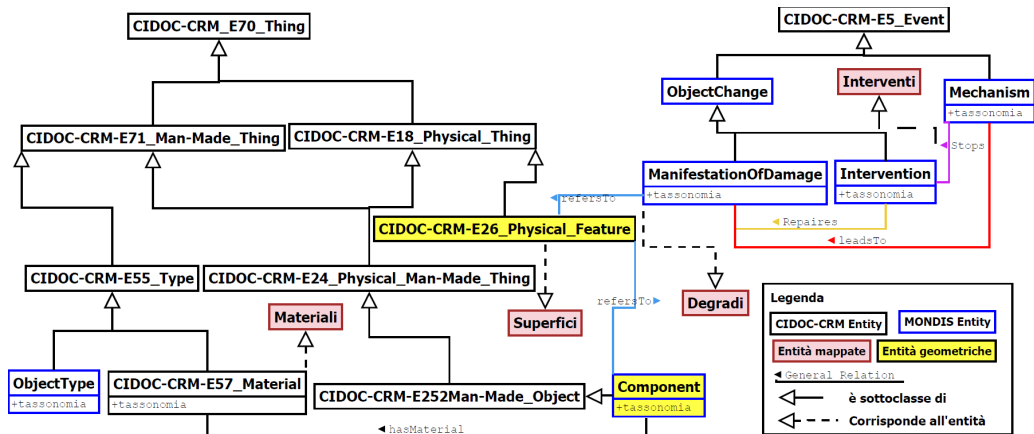 CIDOC-CRM_E70_Thing
CIDOC-CRM-E5_Event
ObjectChange
Interventi
Mechanism
+tassonomia
CIDOC-CRM-E71_Man-Made_Thing
CIDOC-CRM-E18_Physical_Thing
Stops
ManifestationOfDamage
+tassonomia
Intervention
+tassonomia
refersTo
CIDOC-CRM-E26_Physical_Feature
Repaires
leadsTo
CIDOC-CRM-E55_Type
CIDOC-CRM-E24_Physical_Man-Made_Thing
refersTo
Materiali
Superfici
Degradi
Legenda
CIDOC-CRM Entity
MONDIS Entity
Entità mappate
Entità geometriche
General Relation
è sottoclasse di
Corrisponde all'entità
ObjectType
+tassonomia
CIDOC-CRM-E57_Material
+tassonomia
CIDOC-CRM-E252Man-Made_Object
Component
+tassonomia
hasMaterial